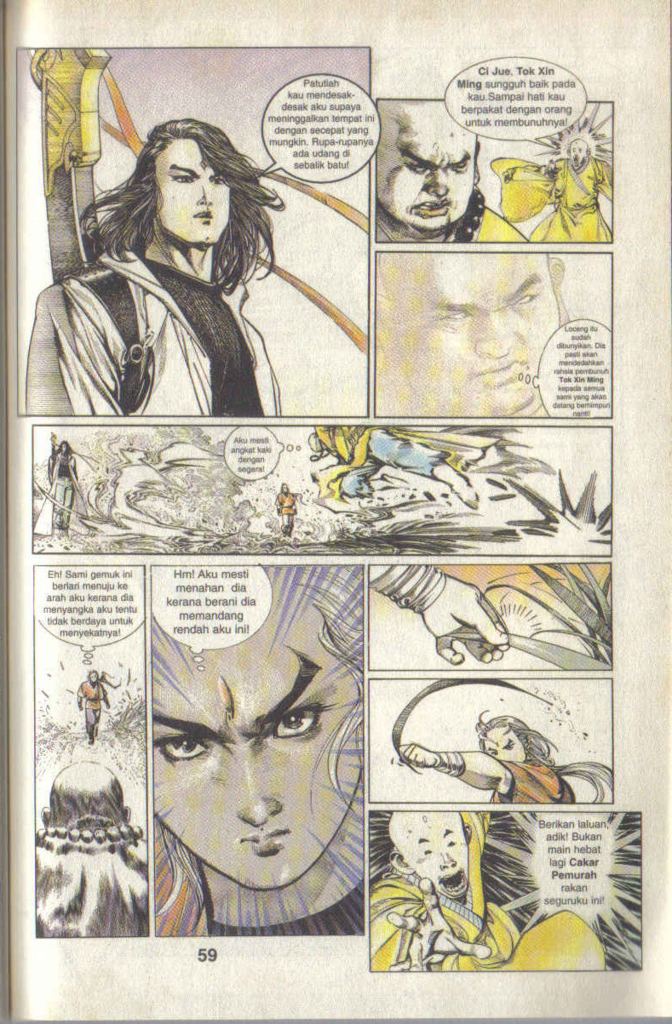 Patutlah
kau mendesak-
desak aku supaya
meninggalkan tempat ini
dengan secepat yang
mungkin. Rupa-rupanya
ada udang di
sebalik batu!
Ci Jue, Tok Xin
Ming sungguh baik pada
kau.Sampai hati kau
berpakat dengan orang
untuk membunuhnya!
Loceng itu
sudah
dibunyikan. Dia
pasti akan
mendedahkan
rahsia pembunuh
Tok Xin Ming
kepada semua
sami yang akan
datang berhimpun
nanti!
Aku mesti
angkat kaki
dengan
segera!
Eh! Sami gemuk ini
berlari menuju ke
arah aku kerana dia
menyangka aku tentu
tidak berdaya untuk
menyekatnya!
Hm! Aku mesti
menahan dia
kerana berani dia
memandang
rendah aku ini!
Berikan laluan,
adik! Bukan
main hebat
lagi Cakar
Pemurah
rakan
seguruku ini!
59